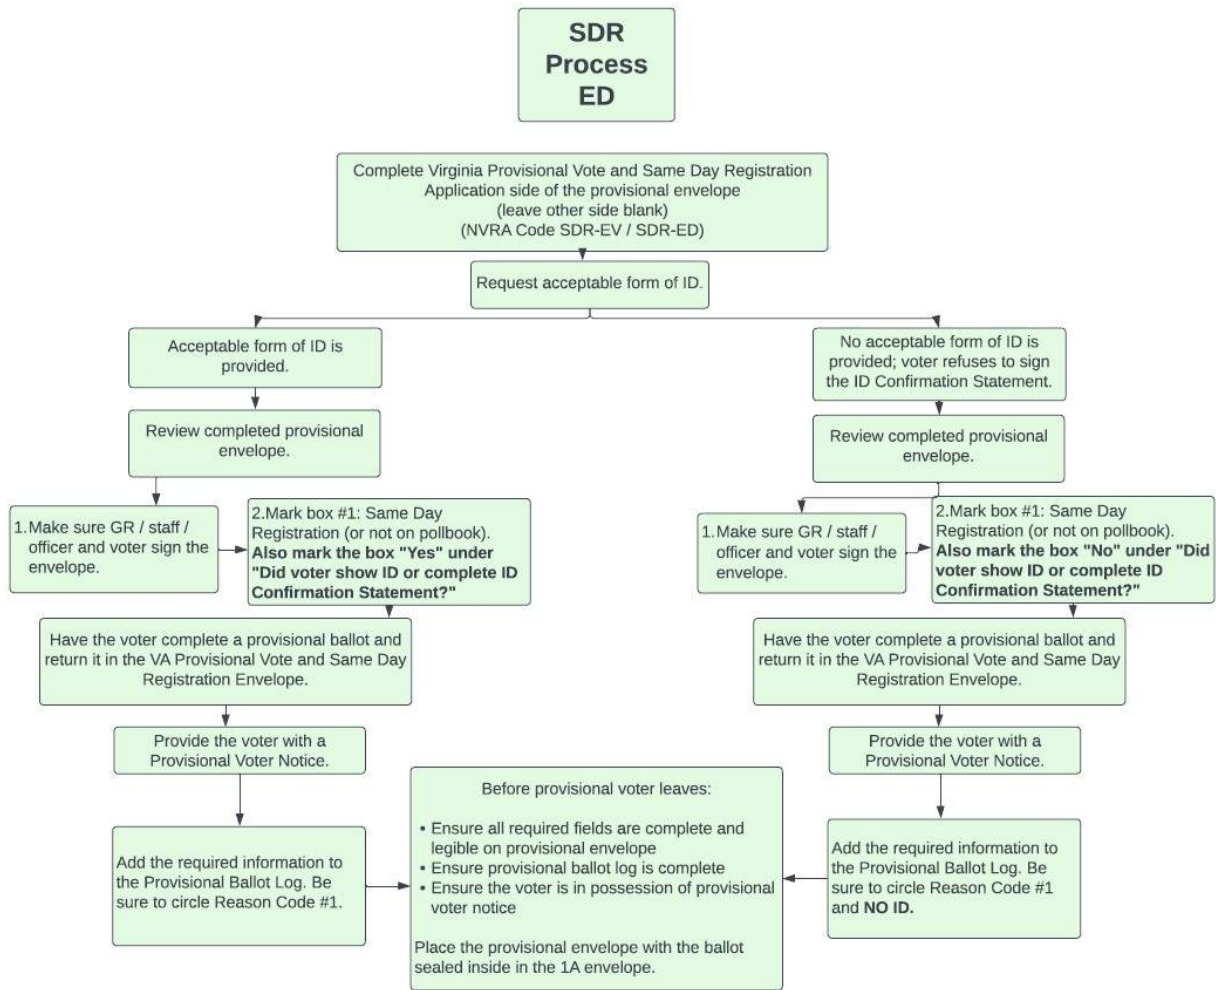 SDR
Process
ED
Complete Virginia Provisional Vote and Same Day Registration
Application side of the provisional envelope
(leave other side blank)
(NVRA Code SDR-EV / SDR-ED)
Request acceptable form of ID.
Acceptable form of ID is
provided.
Review completed provisional
envelope.
1. Make sure GR / staff /
officer and voter sign the
envelope.
2.Mark box #1: Same Day
Registration (or not on pollbook).
Also mark the box "Yes" under
"Did voter show ID or complete ID
Confirmation Statement?"
Have the voter complete a provisional ballot and
return it in the VA Provisional Vote and Same Day
Registration Envelope.
Provide the voter with a
Provisional Voter Notice.
Add the required information to
the Provisional Ballot Log. Be
sure to circle Reason Code #1.
No acceptable form of ID is
provided; voter refuses to sign
the ID Confirmation Statement.
Review completed provisional
envelope.
1. Make sure GR / staff /
officer and voter sign the
envelope.
2.Mark box #1: Same Day
Registration (or not on pollbook).
Also mark the box "No" under "Did
voter show ID or complete ID
Confirmation Statement?"
Have the voter complete a provisional ballot and
return it in the VA Provisional Vote and Same Day
Registration Envelope.
Provide the voter with a
Provisional Voter Notice.
Add the required information to
the Provisional Ballot Log. Be
sure to circle Reason Code #1
and NO ID.
Before provisional voter leaves:
• Ensure all required fields are complete and
legible on provisional envelope
• Ensure provisional ballot log is complete
• Ensure the voter is in possession of provisional
voter notice
Place the provisional envelope with the ballot
sealed inside in the 1A envelope.